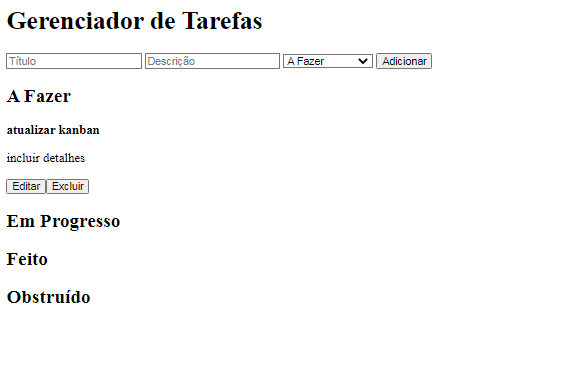 Gerenciador de Tarefas
Título Descrição A Fazer Adicionar
A Fazer
atualizar kanban
incluir detalhes
Editar Excluir
Em Progresso
Feito
Obstruído